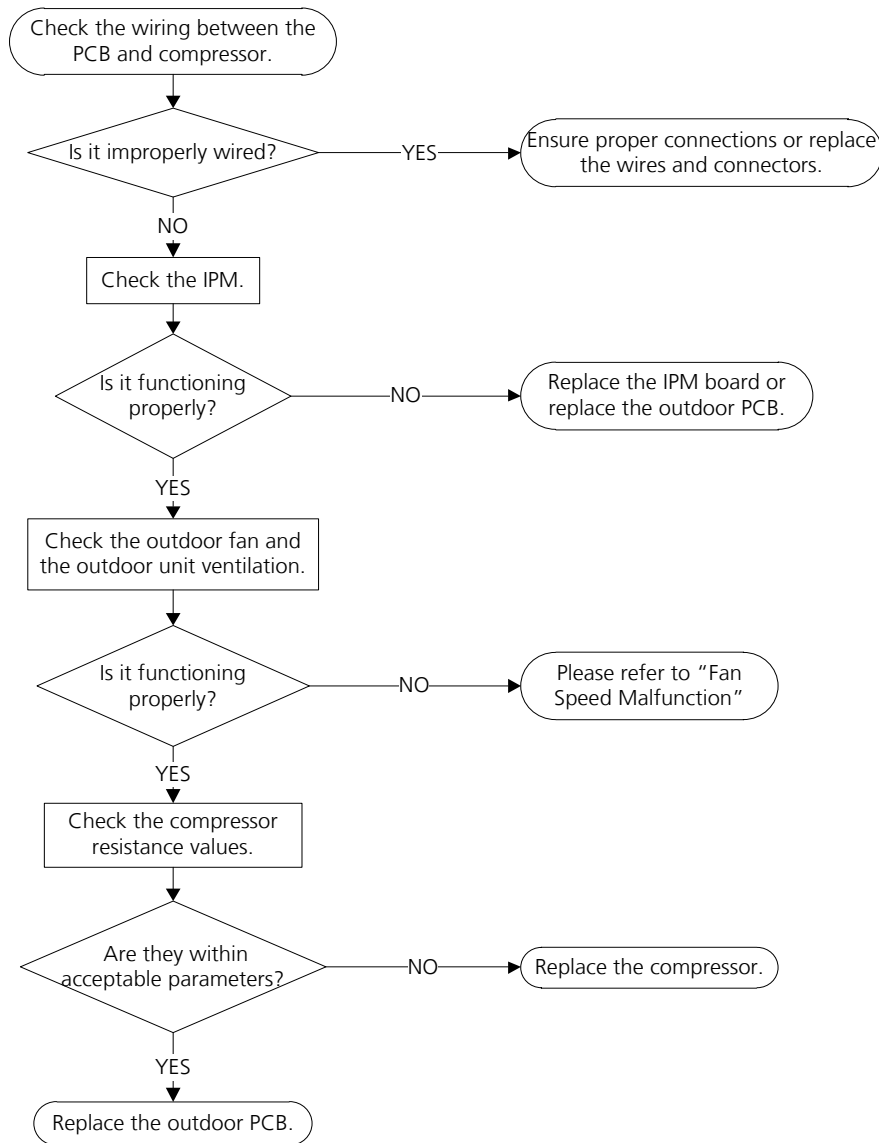 Check the wiring between the
PCB and compressor.
Is it improperly wired?
YES
Ensure proper connections or replace
the wires and connectors.
NO
Check the IPM.
Is it functioning
properly?
NO
Replace the IPM board or
replace the outdoor PCB.
YES
Check the outdoor fan and
the outdoor unit ventilation.
Is it functioning
properly?
NO
Please refer to “Fan
Speed Malfunction”
YES
Check the compressor
resistance values.
Are they within
acceptable parameters?
NO
Replace the compressor.
YES
Replace the outdoor PCB.